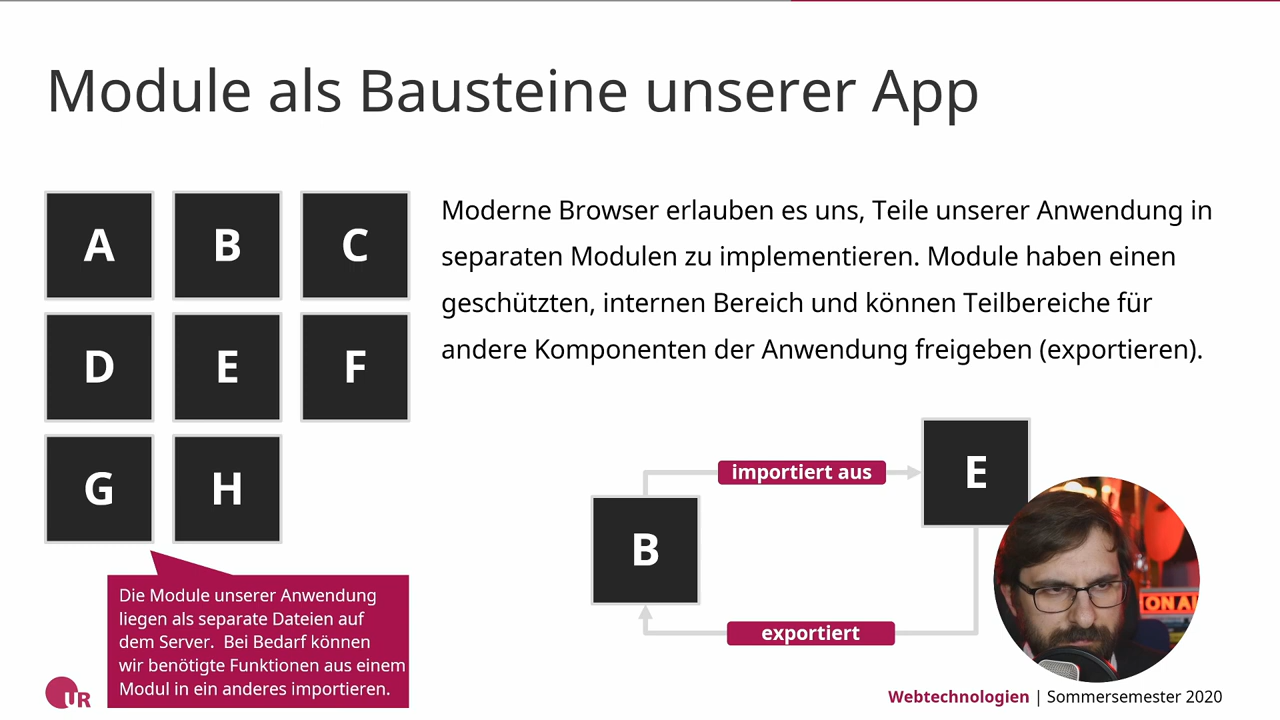 Module als Bausteine unserer App
A B C
D E F
G H
Moderne Browser erlauben es uns, Teile unserer Anwendung in
separaten Modulen zu implementieren. Module haben einen
geschützten, internen Bereich und können Teilbereiche für
andere Komponenten der Anwendung freigeben (exportieren).
importiert aus
E
B
exportiert
Die Module unserer Anwendung
liegen als separate Dateien auf
dem Server. Bei Bedarf können
wir benötigte Funktionen aus einem
Modul in ein anderes importieren.
ON A
UR
Webtechnologien | Sommersemester 2020